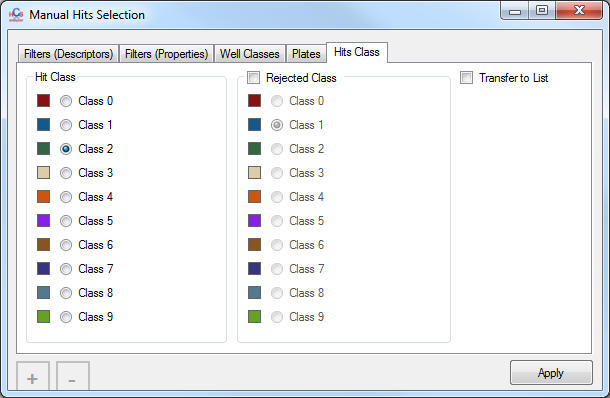 Manual Hits Selection
Filters (Descriptors) Filters (Properties) Well Classes Plates Hits Class
Hit Class
Class 0
Class 1
Class 2
Class 3
Class 4
Class 5
Class 6
Class 7
Class 8
Class 9
Rejected Class
Class 0
Class 1
Class 2
Class 3
Class 4
Class 5
Class 6
Class 7
Class 8
Class 9
Transfer to List
+ -
Apply